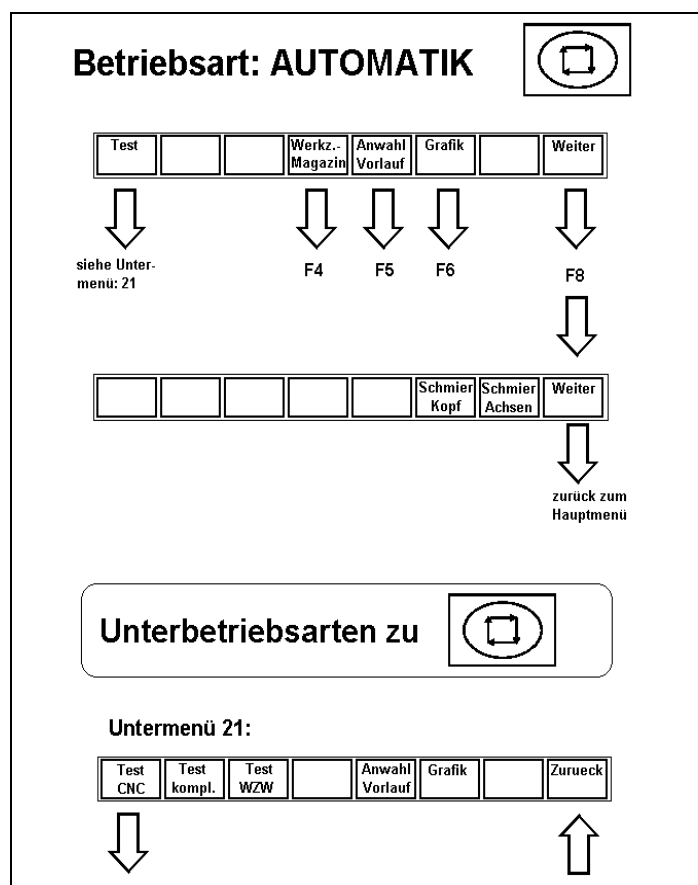 Betriebsart: AUTOMATIK
Test
Werkz.-
Magazin
Anwahl
Vorlauf
Grafik
Weiter
siehe Unter-
menü: 21
F4
F5
F6
F8
Schmier
Kopf
Schmier
Achsen
Weiter
zurück zum
Hauptmenü
Unterbetriebsarten zu
Untermenü 21:
Test
CNC
Test
kompl.
Test
WZW
Anwahl
Vorlauf
Grafik
Zurueck